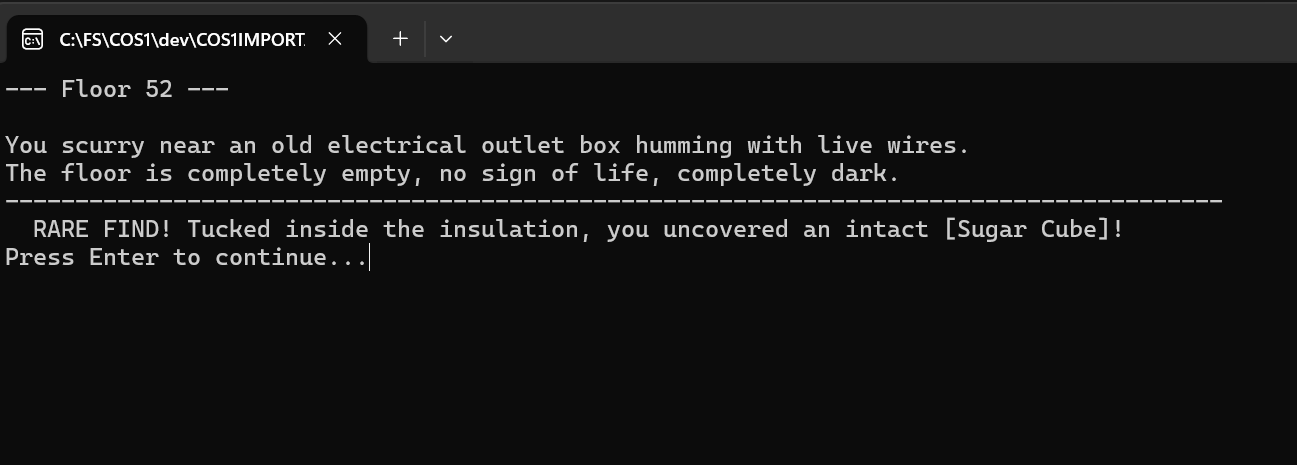 C:\FS\COS1\dev\COS1IMPORT.
--- Floor 52 ---
You scurry near an old electrical outlet box humming with live wires.
The floor is completely empty, no sign of life, completely dark.
---------------------------------------------------------------------------------------
RARE FIND! Tucked inside the insulation, you uncovered an intact [Sugar Cube]!
Press Enter to continue...